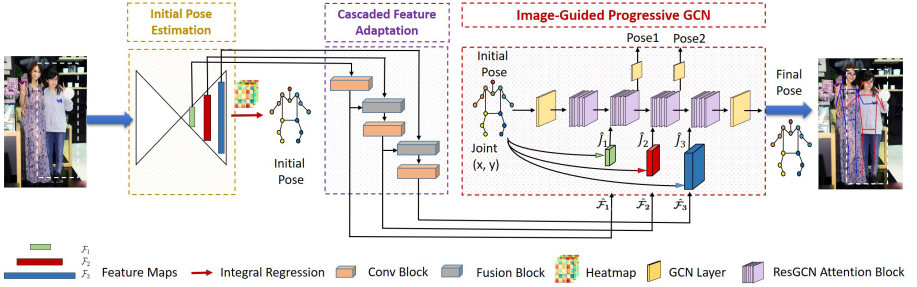 Initial Pose
Estimation
Cascaded Feature
Adaptation
Image-Guided Progressive GCN
Pose1
Pose2
Initial
Pose
Final
Pose
Initial
Pose
Joint
(x, y)
Ĵ₁
Ĵ₂
Ĵ₃
𝓕̂₁
𝓕̂₂
𝓕̂₃
𝓕₁
𝓕₂
𝓕₃
Feature Maps
Integral Regression
Conv Block
Fusion Block
Heatmap
GCN Layer
ResGCN Attention Block